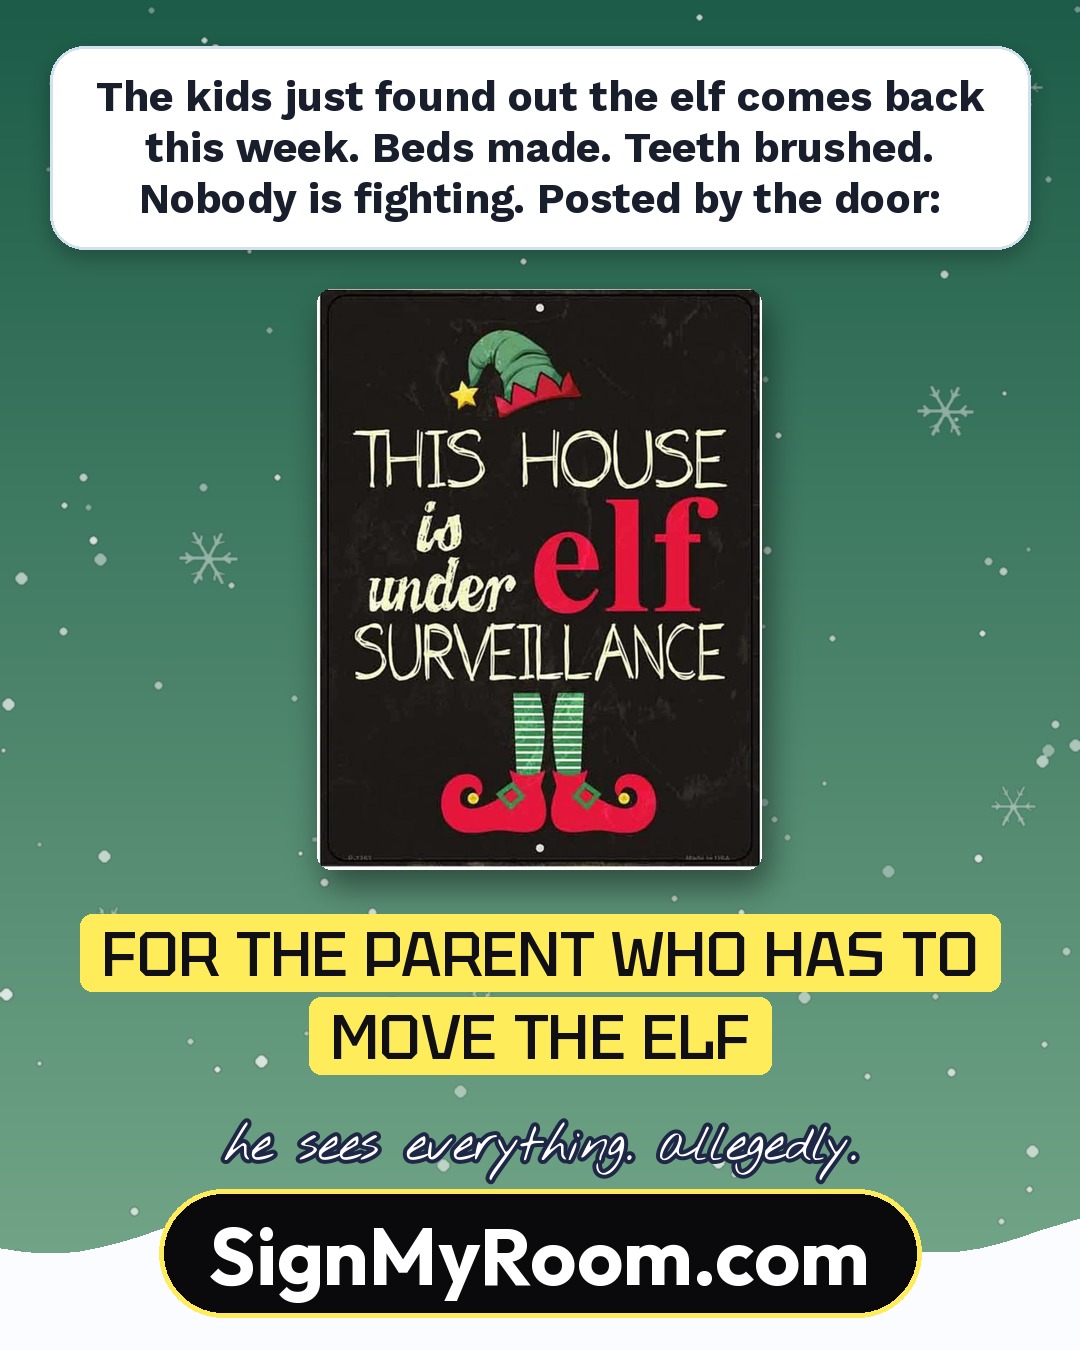 The kids just found out the elf comes back
this week. Beds made. Teeth brushed.
Nobody is fighting. Posted by the door:
THIS HOUSE
is
under elf
SURVEILLANCE
FOR THE PARENT WHO HAS TO
MOVE THE ELF
he sees everything. allegedly.
SignMyRoom.com